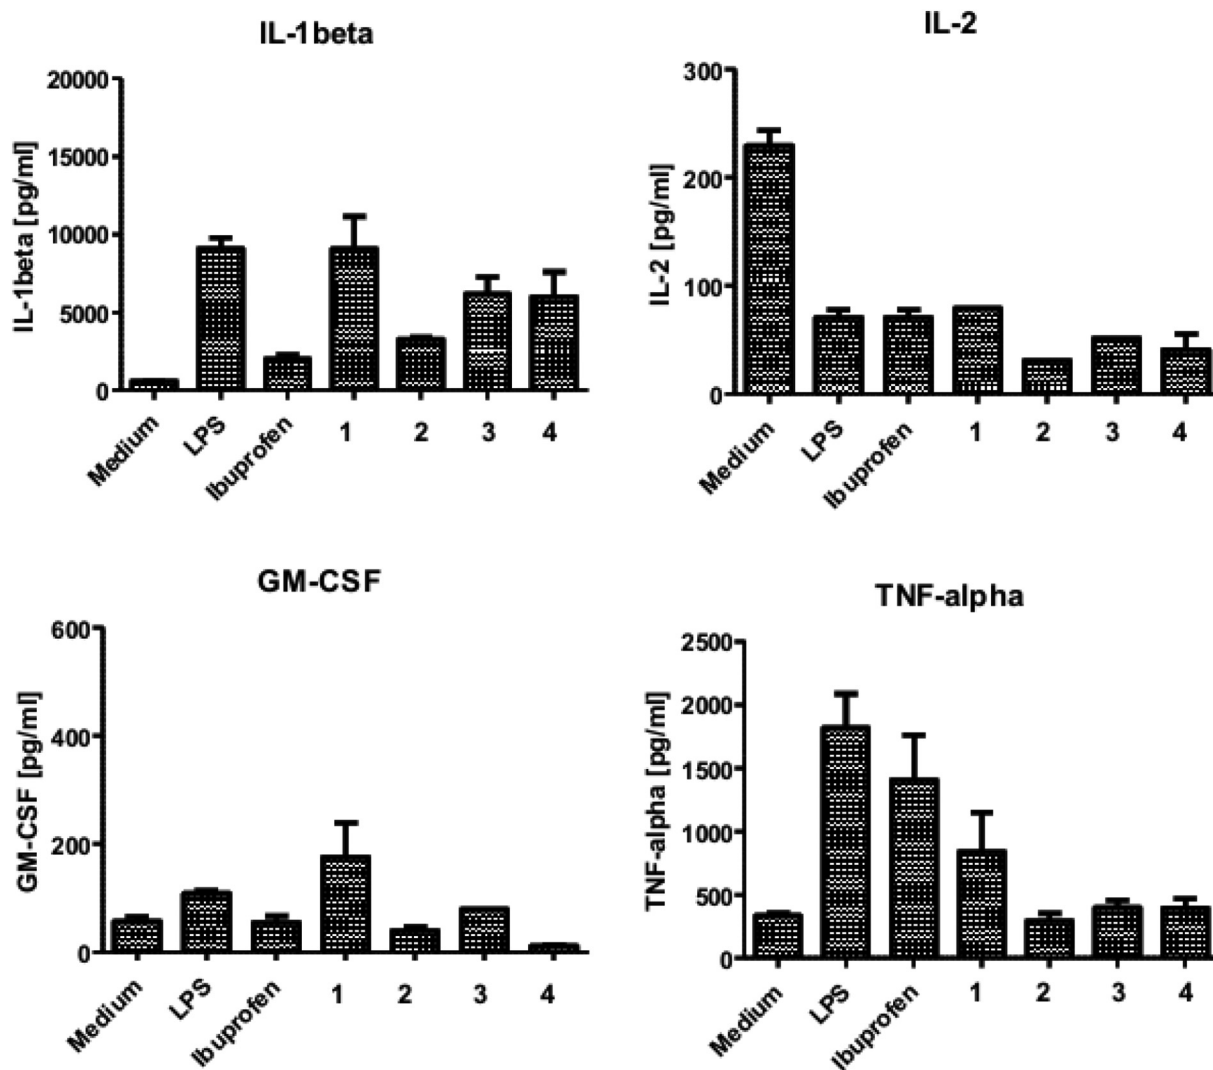 IL-1beta
20000
15000
10000
5000
0
IL-1beta [pg/ml]
Medium
LPS
Ibuprofen
1
2
3
4
IL-2
300
200
100
0
IL-2 [pg/ml]
Medium
LPS
Ibuprofen
1
2
3
4
GM-CSF
600
400
200
0
GM-CSF [pg/ml]
Medium
LPS
Ibuprofen
1
2
3
4
TNF-alpha
2500
2000
1500
1000
500
0
TNF-alpha [pg/ml]
Medium
LPS
Ibuprofen
1
2
3
4